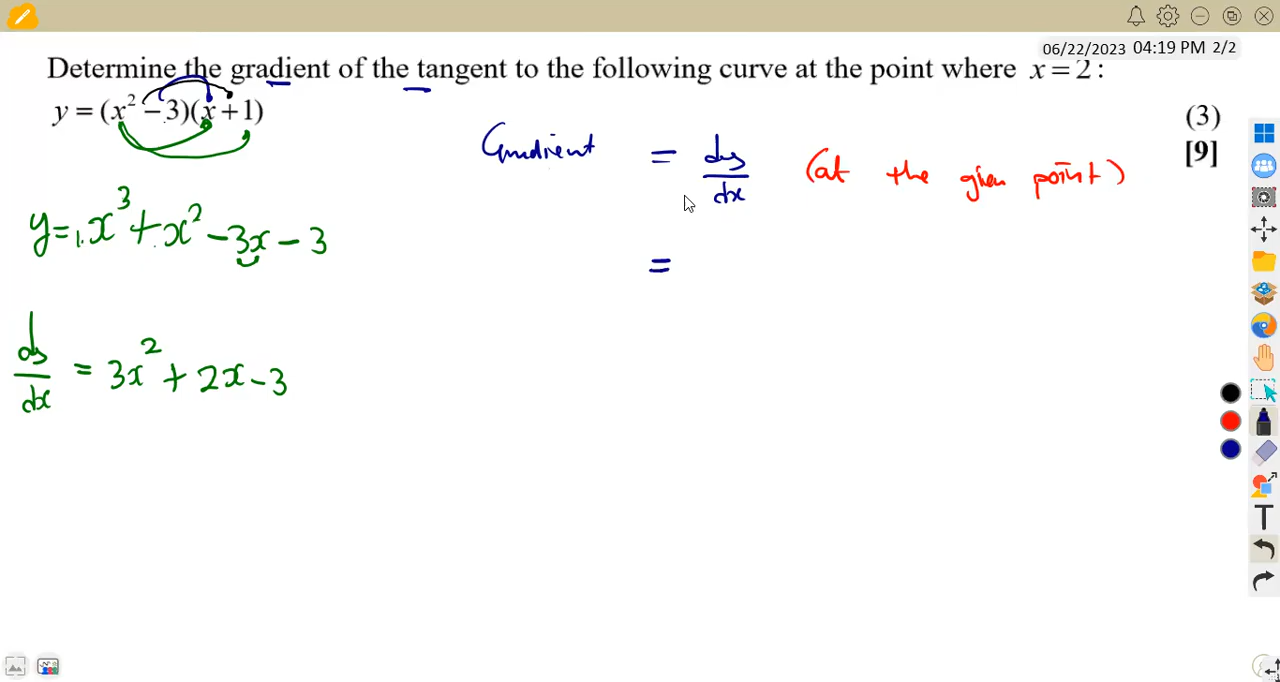 06/22/2023 04:19 PM 2/2
Determine the gradient of the tangent to the following curve at the point where x = 2 :
y = (x² − 3)(x + 1)
(3)
[9]
Gradient = dy/dx (at the given point)
=
y = 1.x³ + x² − 3x − 3
dy/dx = 3x² + 2x − 3